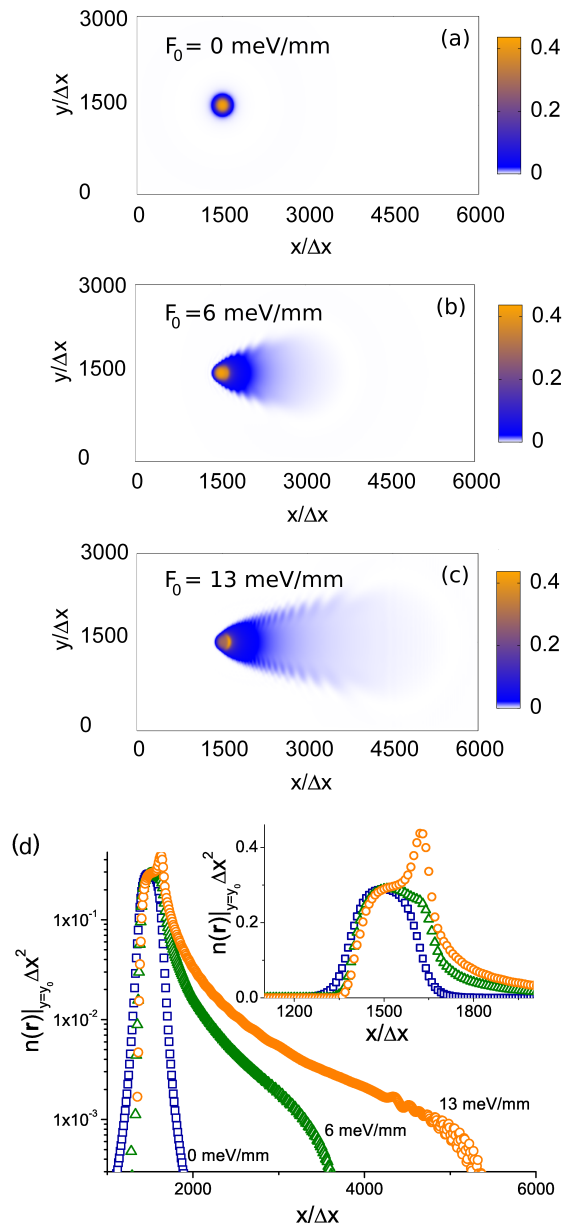 3000
F₀= 0 meV/mm
(a)
0.4
y/Δx
1500
0.2
0
0
0 1500 3000 4500 6000
x/Δx
3000
F₀=6 meV/mm
(b)
0.4
y/Δx
1500
0.2
0
0
0 1500 3000 4500 6000
x/Δx
3000
F₀= 13 meV/mm
(c)
0.4
y/Δx
1500
0.2
0
0
0 1500 3000 4500 6000
x/Δx
(d)
n(r)|y=y₀Δx²
1x10⁻¹
1x10⁻²
1x10⁻³
n(r)|y=y₀Δx²
0.4
0.2
0.0
1200 1500 1800
x/Δx
0 meV/mm
6 meV/mm
13 meV/mm
2000 4000 6000
x/Δx